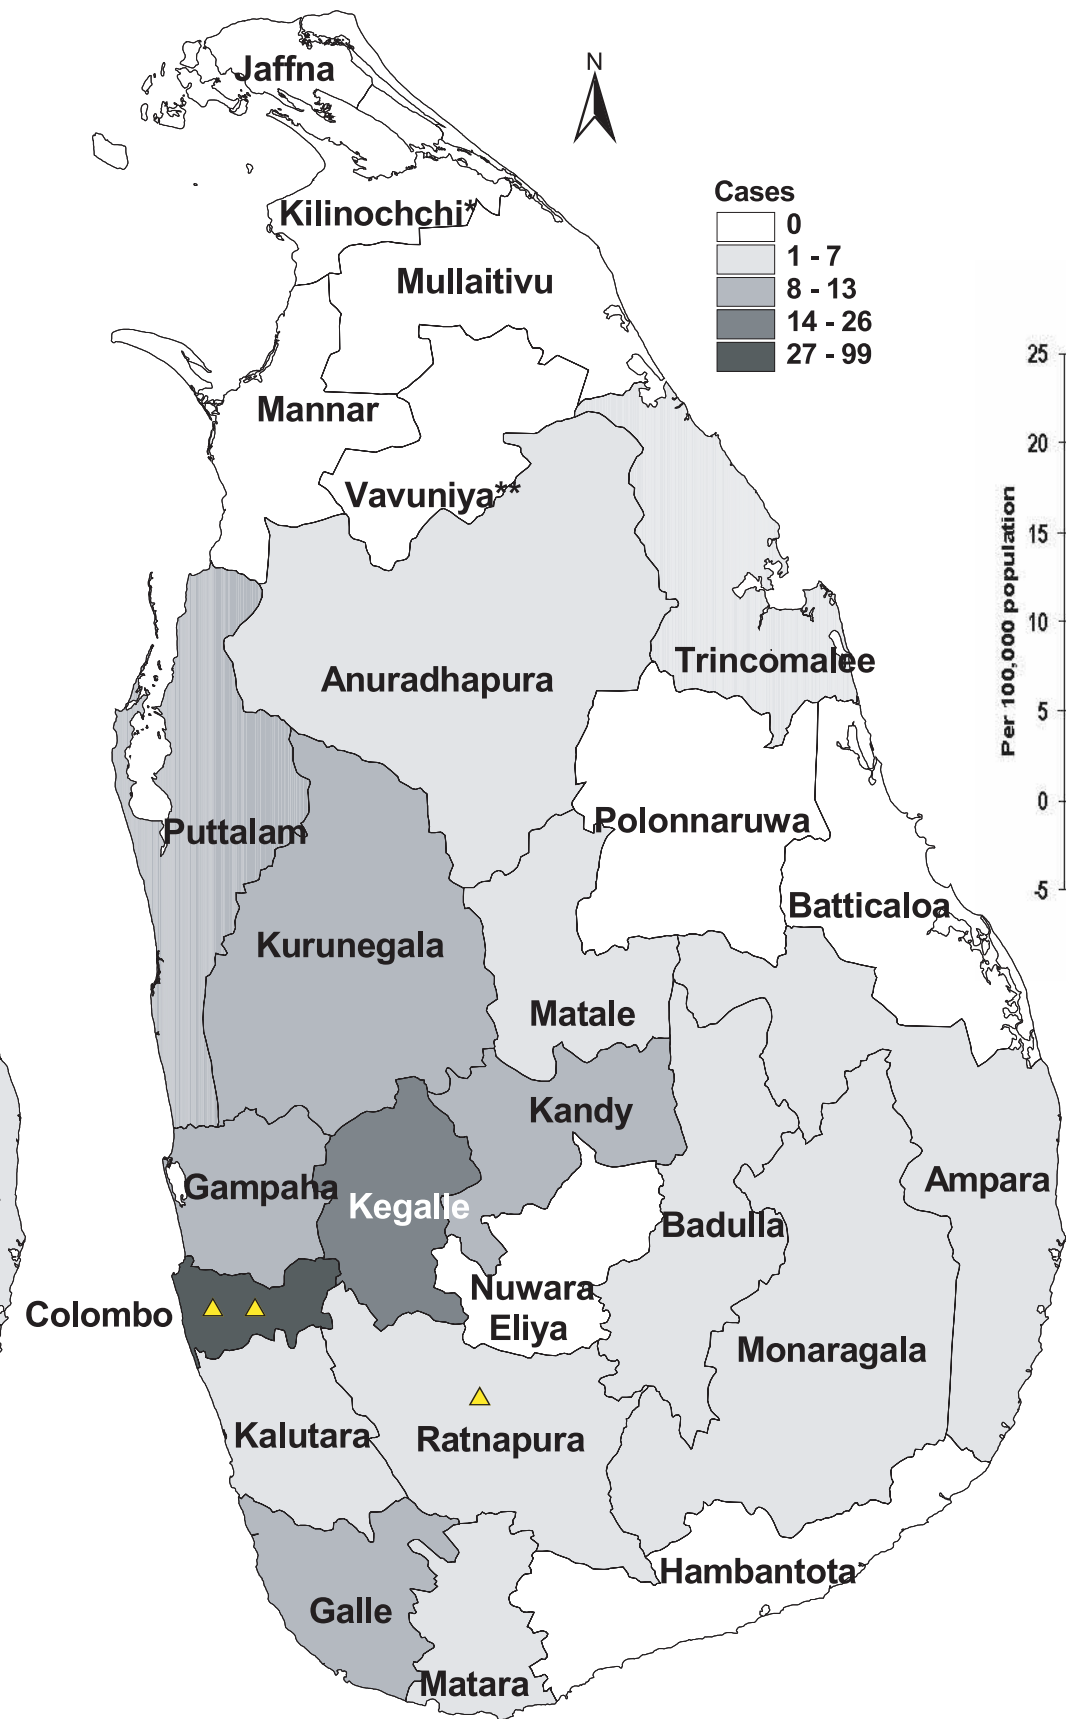 Jaffna
N
Kilinochchi*
Mullaitivu
Cases
0
1 - 7
8 - 13
14 - 26
27 - 99
Mannar
Vavuniya**
Anuradhapura
Trincomalee
Puttalam
Polonnaruwa
Kurunegala
Batticaloa
Matale
Kandy
Gampaha
Kegalle
Ampara
Badulla
Nuwara
Eliya
Colombo
Monaragala
Kalutara
Ratnapura
Hambantota
Galle
Matara
Per 100,000 population
25
20
15
10
5
0
-5